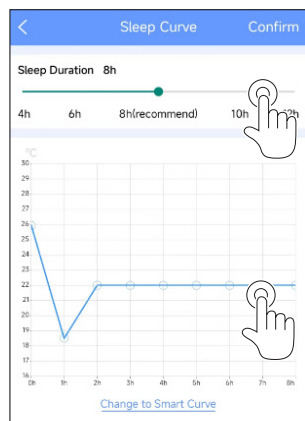 Sleep Curve Confirm
Sleep Duration 8h
4h 6h 8h(recommend) 10h 12h
°C
30
29
28
27
26
25
24
23
22
21
20
19
18
17
16
0h 1h 2h 3h 4h 5h 6h 7h 8h
Change to Smart Curve